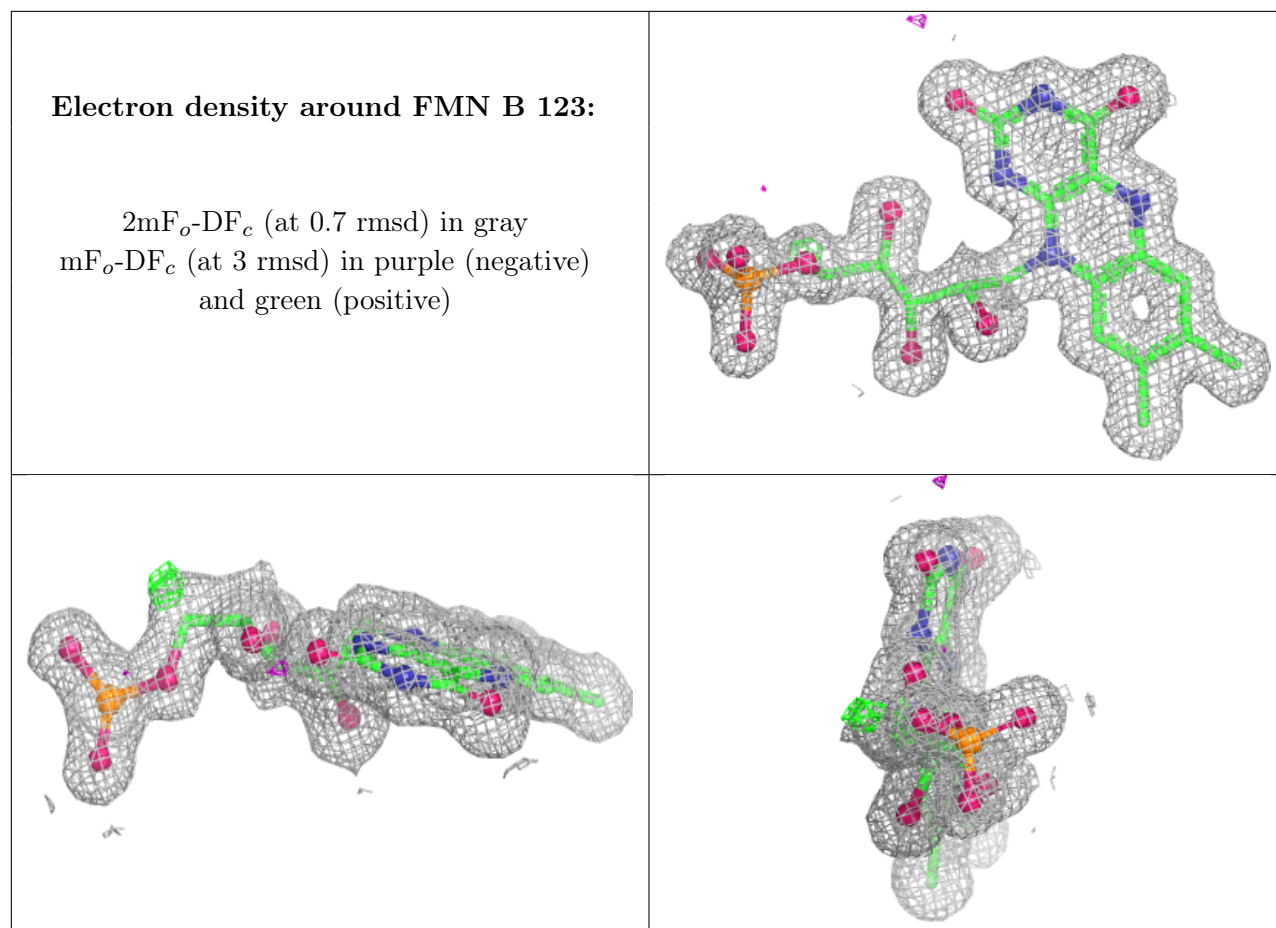 Electron density around FMN B 123:
2mFo-DFc (at 0.7 rmsd) in gray
mFo-DFc (at 3 rmsd) in purple (negative)
and green (positive)